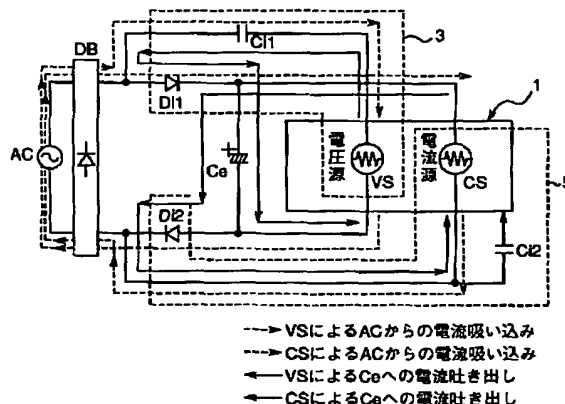 DB
Ci1
3
Di1
1
AC
Ce
電圧源
VS
電流源
CS
5
Di2
Ci2
VSによるACからの電流吸い込み
CSによるACからの電流吸い込み
VSによるCeへの電流吐き出し
CSによるCeへの電流吐き出し